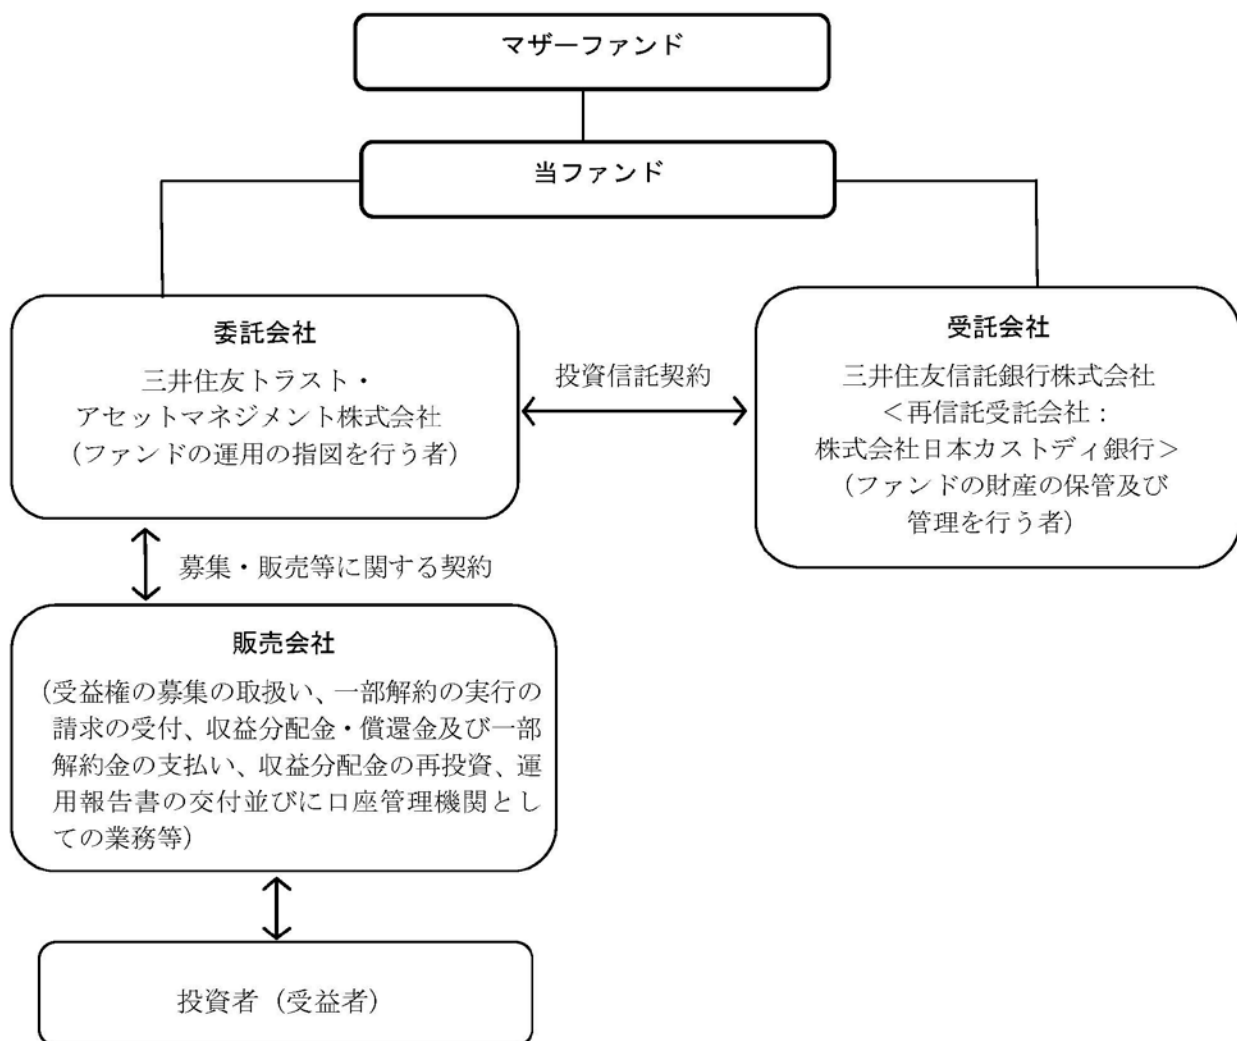 マザーファンド
当ファンド
委託会社
三井住友トラスト・
アセットマネジメント株式会社
（ファンドの運用の指図を行う者）
投資信託契約
受託会社
三井住友信託銀行株式会社
＜再信託受託会社：
株式会社日本カストディ銀行＞
（ファンドの財産の保管及び
管理を行う者）
募集・販売等に関する契約
販売会社
（受益権の募集の取扱い、一部解約の実行の
請求の受付、収益分配金・償還金及び一部
解約金の支払い、収益分配金の再投資、運
用報告書の交付並びに口座管理機関とし
ての業務等）
投資者（受益者）